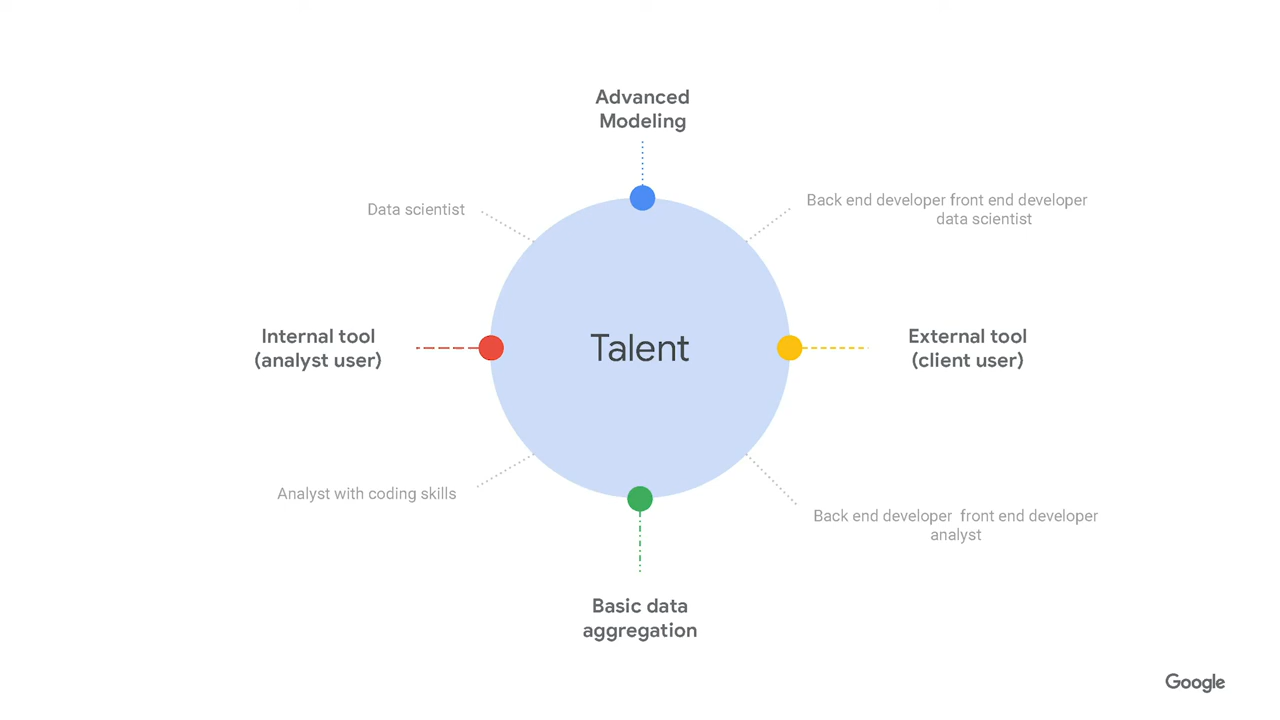 Advanced
Modeling
Data scientist
Back end developer front end developer
data scientist
Internal tool
(analyst user)
Talent
External tool
(client user)
Analyst with coding skills
Back end developer  front end developer
analyst
Basic data
aggregation
Google